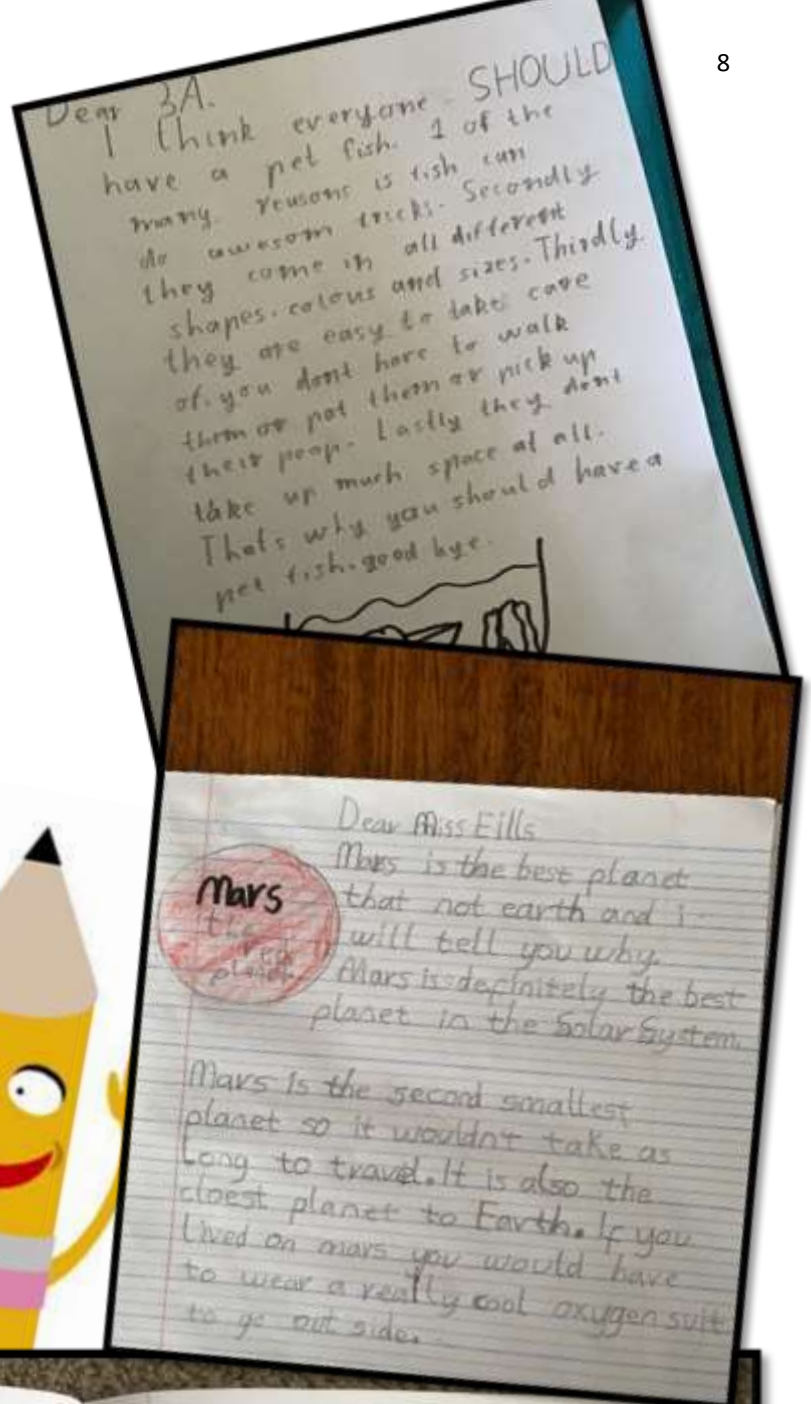 8
Dear 3A.
I think everyone SHOULD
have a pet fish. 1 of the
many reasons is fish can
do awesom tricks. Secondly
they come in all different
shapes. colous and sizes. Thirdly
they are easy to take care
of. you dont have to walk
them or pat them or pick up
their poop. Lastly they dont
take up much space at all.
Thats why you should have a
pet fish. good bye.
Dear Miss Eills
Mars is the best planet
that not earth and i
will tell you why.
Mars is definitely the best
planet in the Solar System.
Mars
the
red
planet.
Mars is the second smallest
planet so it wouldn't take as
long to travel. It is also the
cloest planet to Earth. If you
lived on mars you would have
to wear a really cool oxygen suit
to go out side.